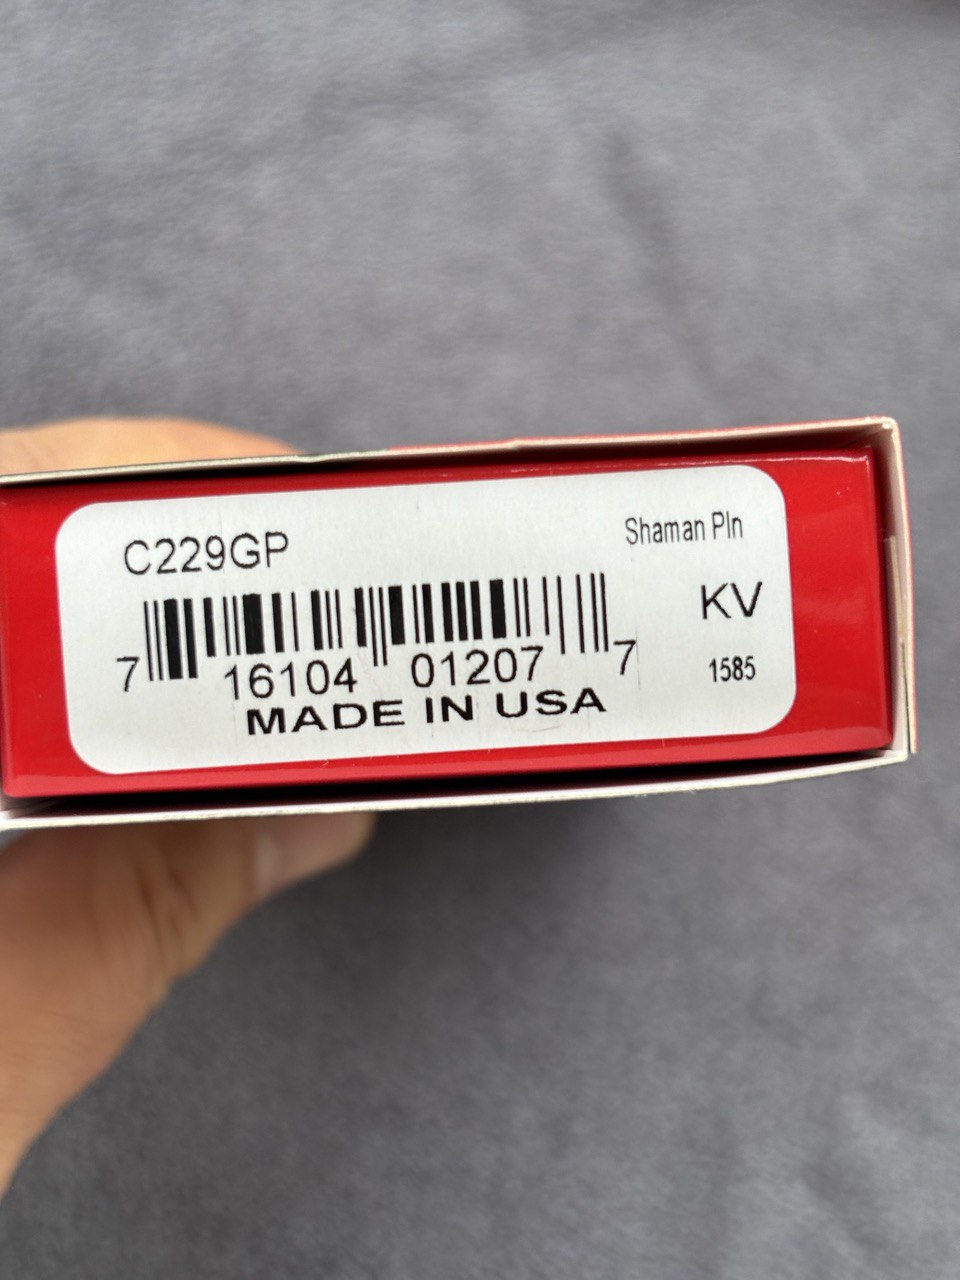 C229GP
Shaman Pln
KV
7 16104 01207 7
1585
MADE IN USA